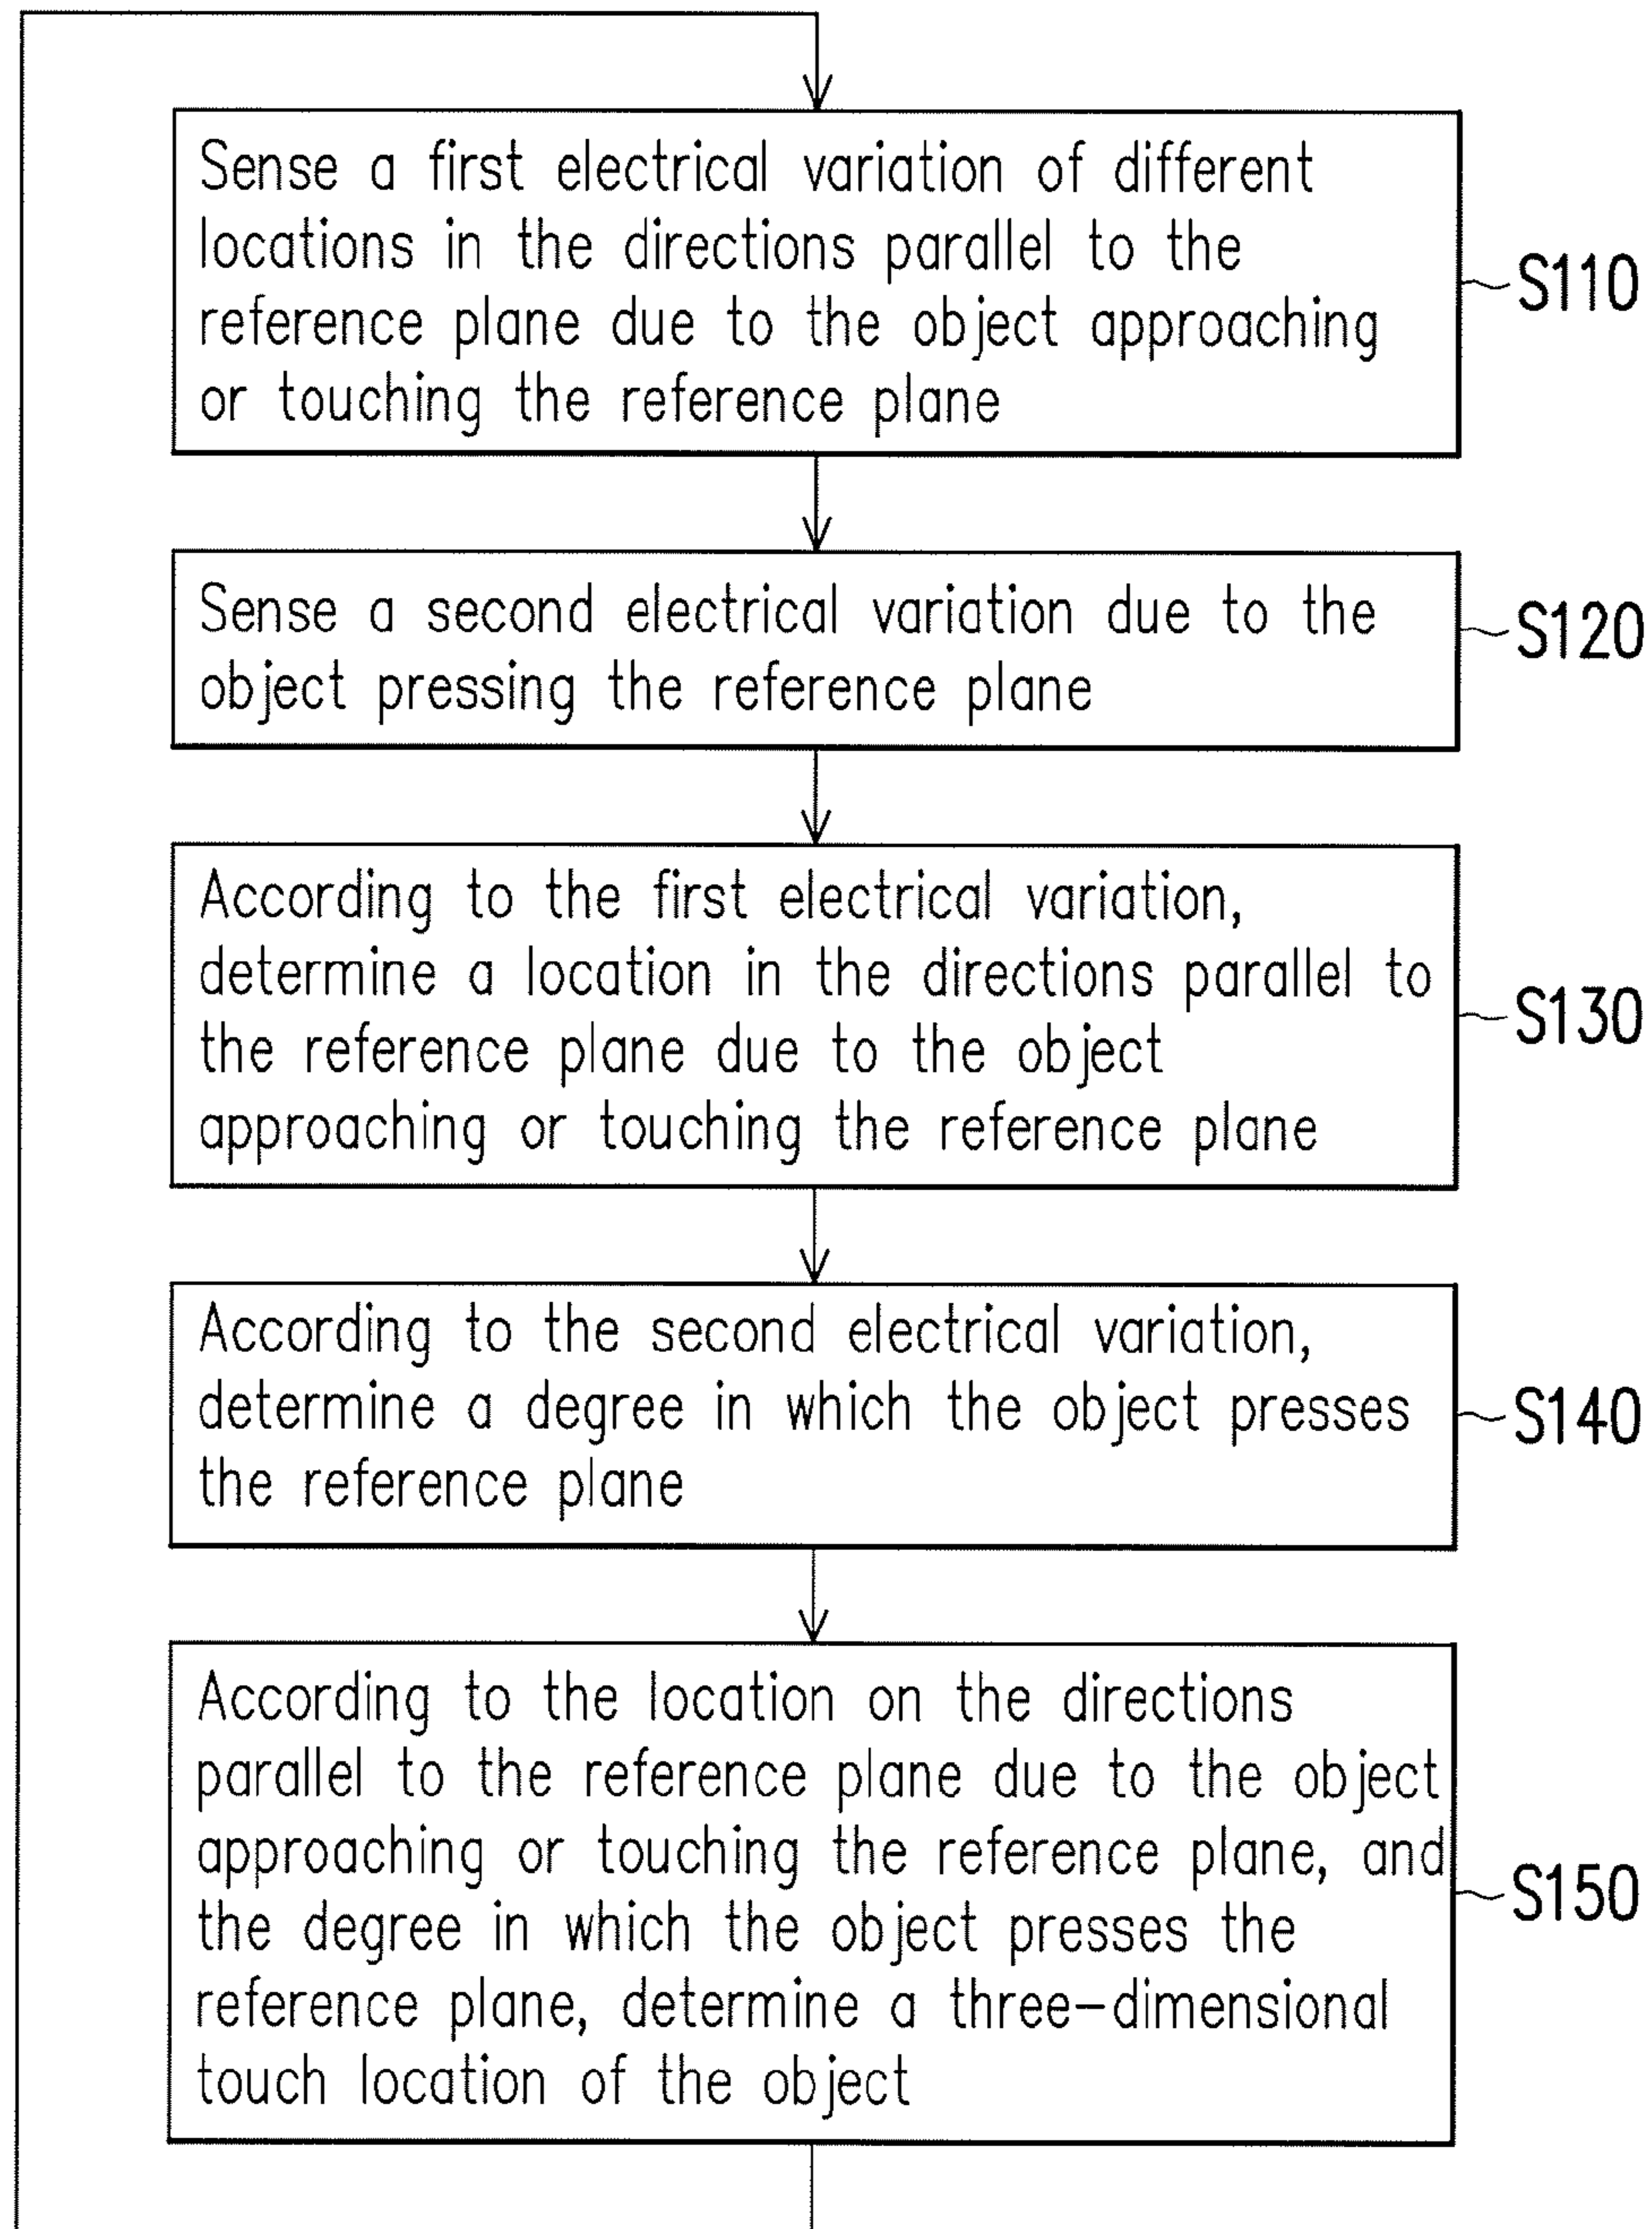 Sense a first electrical variation of different
locations in the directions parallel to the
reference plane due to the object approaching
or touching the reference plane
S110
Sense a second electrical variation due to the
object pressing the reference plane
S120
According to the first electrical variation,
determine a location in the directions parallel to
the reference plane due to the object
approaching or touching the reference plane
S130
According to the second electrical variation,
determine a degree in which the object presses
the reference plane
S140
According to the location on the directions
parallel to the reference plane due to the object
approaching or touching the reference plane, and
the degree in which the object presses the
reference plane, determine a three-dimensional
touch location of the object
S150